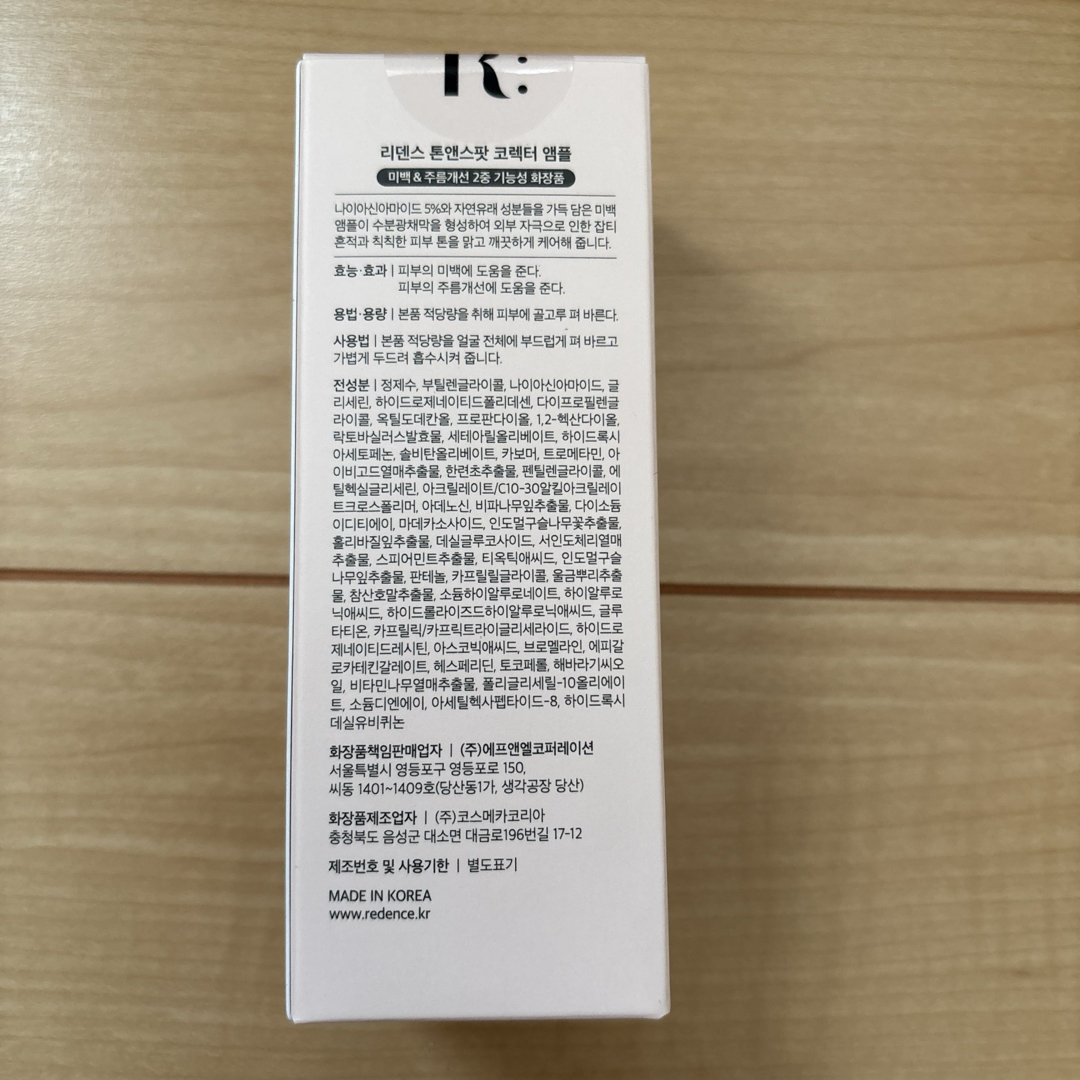 R:
리덴스 톤앤스팟 코렉터 앰플
미백 & 주름개선 2중 기능성 화장품
나이아신아마이드 5%와 자연유래 성분들을 가득 담은 미백
앰플이 수분광채막을 형성하여 외부 자극으로 인한 잡티
흔적과 칙칙한 피부 톤을 맑고 깨끗하게 케어해 줍니다.
효능·효과 | 피부의 미백에 도움을 준다.
피부의 주름개선에 도움을 준다.
용법·용량 | 본품 적당량을 취해 피부에 골고루 펴 바른다.
사용법 | 본품 적당량을 얼굴 전체에 부드럽게 펴 바르고
가볍게 두드려 흡수시켜 줍니다.
전성분 | 정제수, 부틸렌글라이콜, 나이아신아마이드, 글
리세린, 하이드로제네이티드폴리데센, 다이프로필렌글
라이콜, 옥틸도데칸올, 프로판다이올, 1,2-헥산다이올,
락토바실러스발효물, 세테아릴올리베이트, 하이드록시
아세토페논, 솔비탄올리베이트, 카보머, 트로메타민, 아
이비고드열매추출물, 한련초추출물, 펜틸렌글라이콜, 에
틸헥실글리세린, 아크릴레이트/C10-30알킬아크릴레이
트크로스폴리머, 아데노신, 비파나무잎추출물, 다이소듐
이디티에이, 마데카소사이드, 인도멀구슬나무꽃추출물,
홀리바질잎추출물, 데실글루코사이드, 서인도체리열매
추출물, 스피어민트추출물, 티옥틱애씨드, 인도멀구슬
나무잎추출물, 판테놀, 카프릴릴글라이콜, 울금뿌리추출
물, 참산호말추출물, 소듐하이알루로네이트, 하이알루로
닉애씨드, 하이드롤라이즈드하이알루로닉애씨드, 글루
타티온, 카프릴릭/카프릭트라이글리세라이드, 하이드로
제네이티드레시틴, 아스코빅애씨드, 브로멜라인, 에피갈
로카테킨갈레이트, 헤스페리딘, 토코페롤, 해바라기씨오
일, 비타민나무열매추출물, 폴리글리세릴-10올리에이
트, 소듐디엔에이, 아세틸헥사펩타이드-8, 하이드록시
데실유비퀴논
화장품책임판매업자 | (주)에프앤엘코퍼레이션
서울특별시 영등포구 영등포로 150,
씨동 1401~1409호(당산동1가, 생각공장 당산)
화장품제조업자 | (주)코스메카코리아
충청북도 음성군 대소면 대금로196번길 17-12
제조번호 및 사용기한 | 별도표기
MADE IN KOREA
www.redence.kr